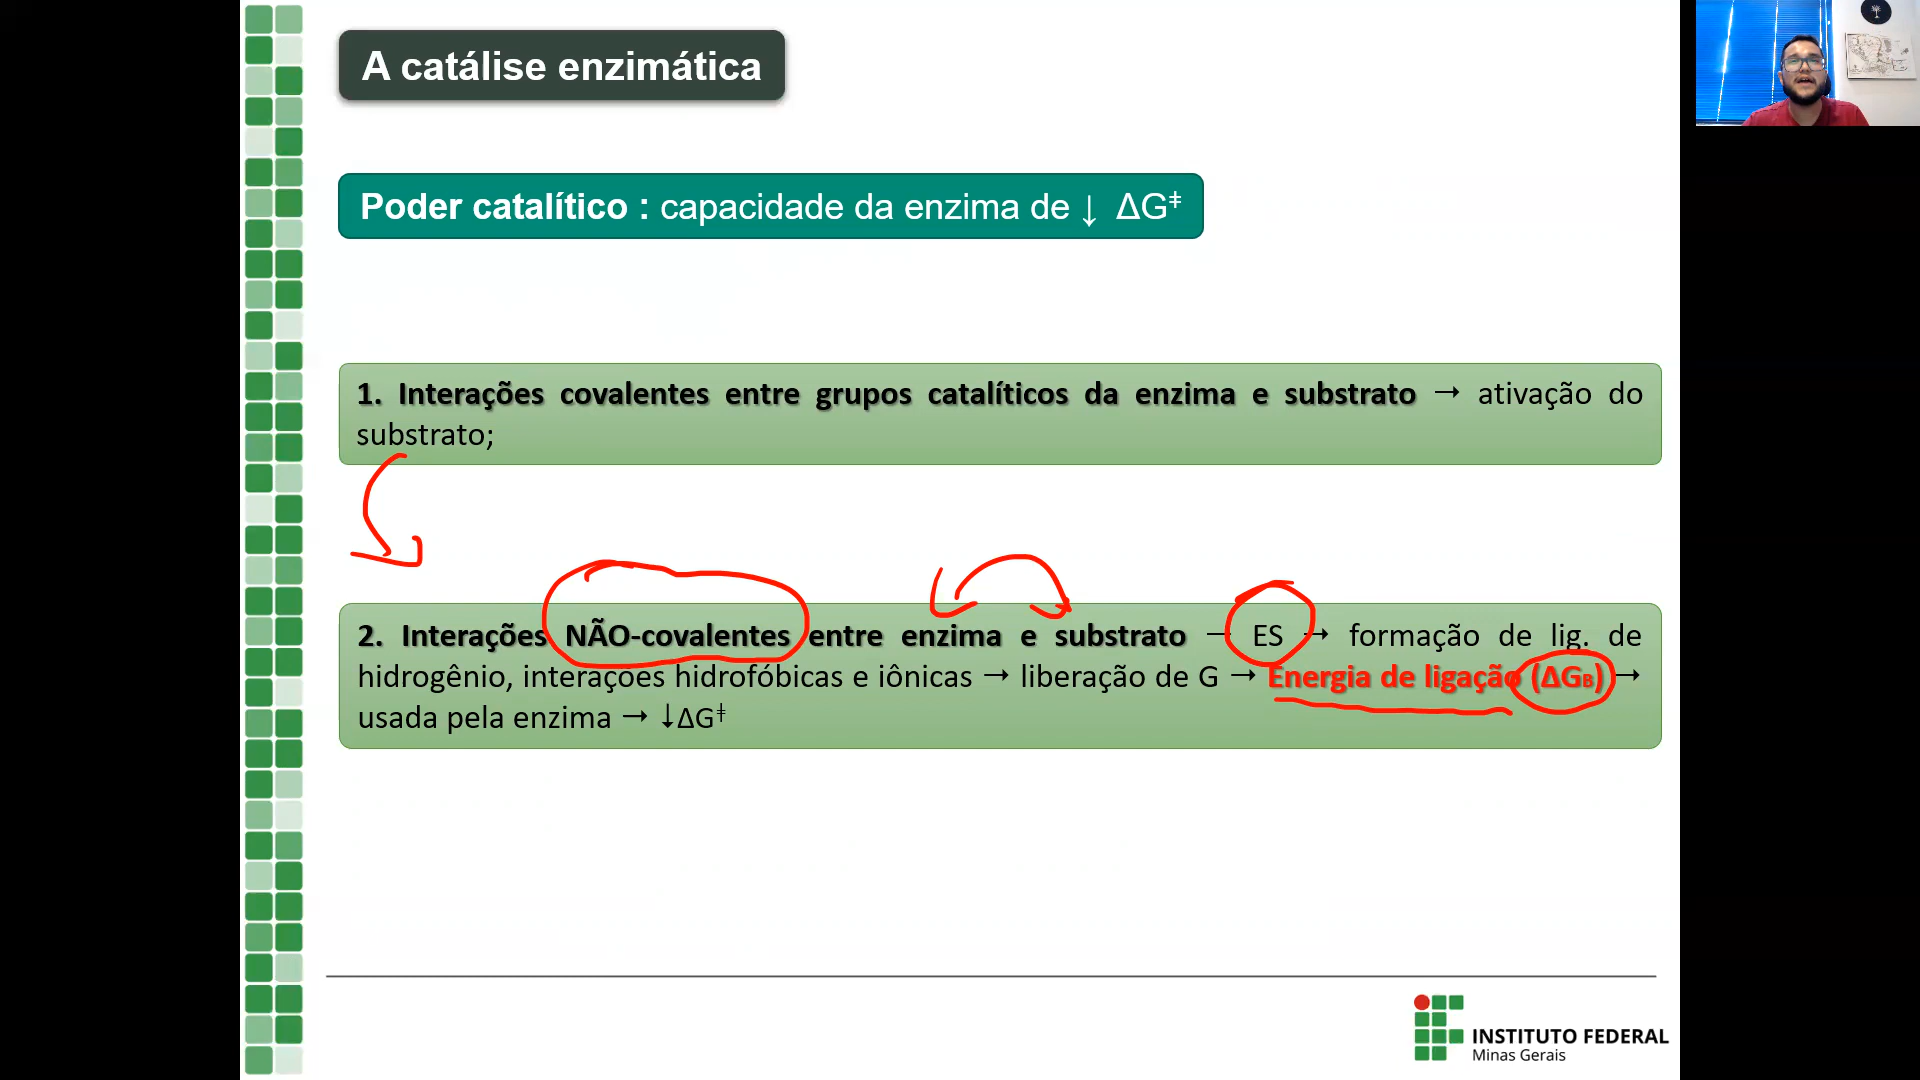 A catálise enzimática
Poder catalítico : capacidade da enzima de ↓ ΔG‡
1. Interações covalentes entre grupos catalíticos da enzima e substrato → ativação do
substrato;
2. Interações NÃO-covalentes entre enzima e substrato → ES → formação de lig. de
hidrogênio, interações hidrofóbicas e iônicas → liberação de G → Energia de ligação (ΔGB) →
usada pela enzima → ↓ΔG‡
INSTITUTO FEDERAL
Minas Gerais